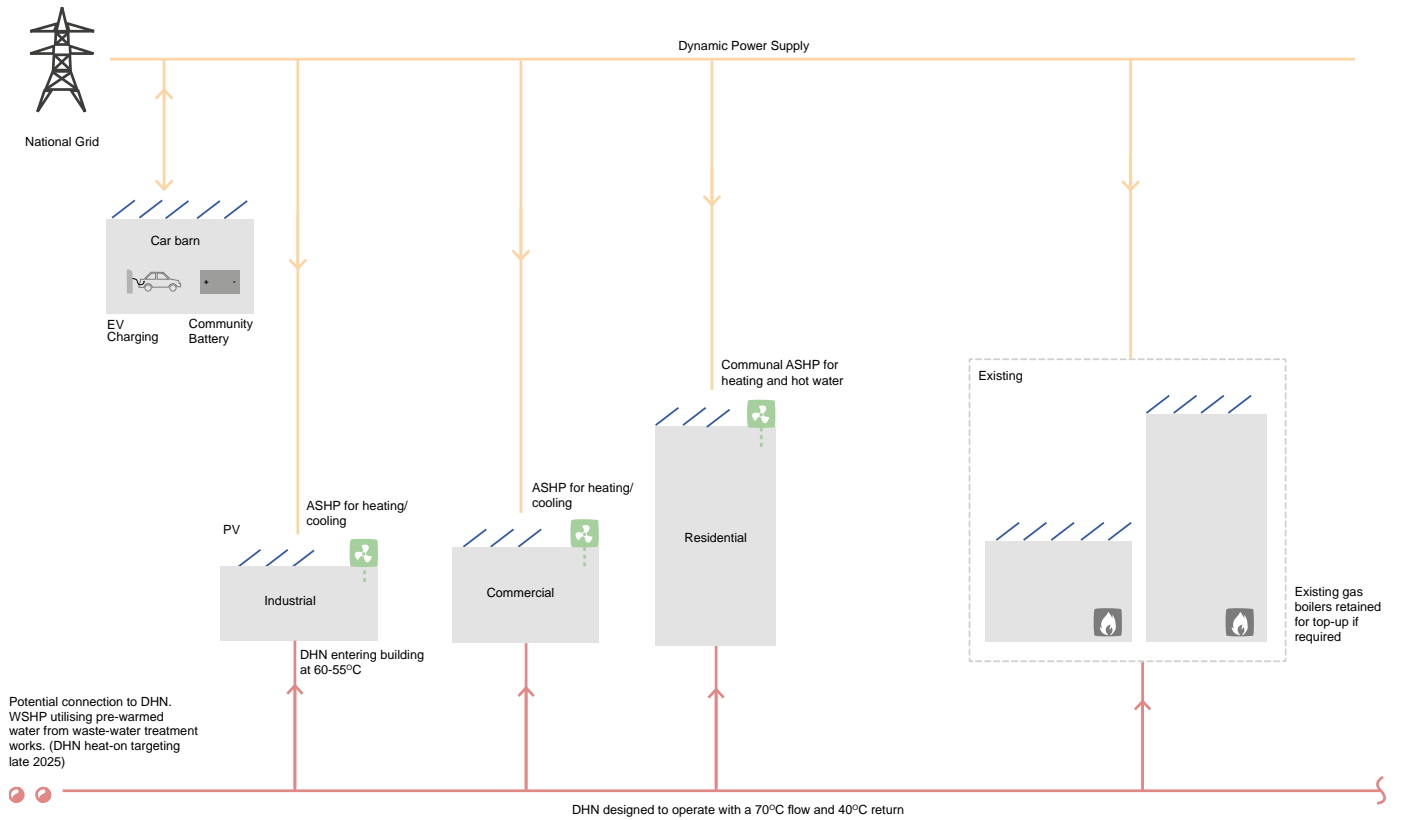 Dynamic Power Supply
National Grid
Car barn
+ -
EV
Charging
Community
Battery
Communal ASHP for
heating and hot water
Existing
ASHP for heating/
cooling
ASHP for heating/
cooling
PV
Residential
Commercial
Industrial
Existing gas
boilers retained
for top-up if
required
DHN entering building
at 60-55ºC
Potential connection to DHN.
WSHP utilising pre-warmed
water from waste-water treatment
works. (DHN heat-on targeting
late 2025)
DHN designed to operate with a 70ºC flow and 40ºC return